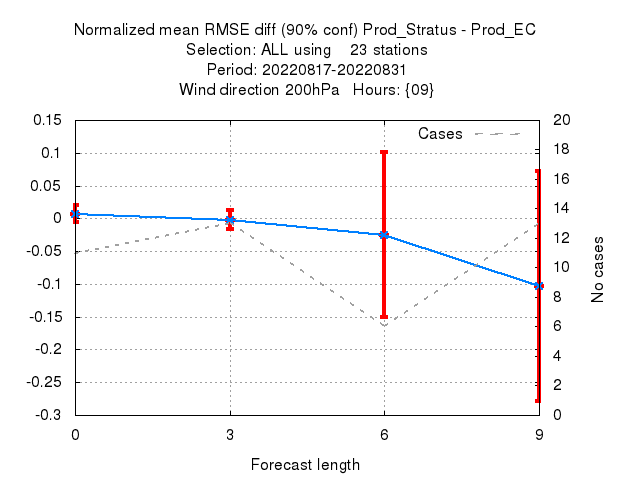 Normalized mean RMSE diff (90% conf) Prod_Stratus - Prod_EC
Selection: ALL using    23 stations
Period: 20220817-20220831
Wind direction 200hPa   Hours: {09}
Cases
0.15
0.1
0.05
0
-0.05
-0.1
-0.15
-0.2
-0.25
-0.3
20
18
16
14
12
10
8
6
4
2
0
No cases
0 3 6 9
Forecast length